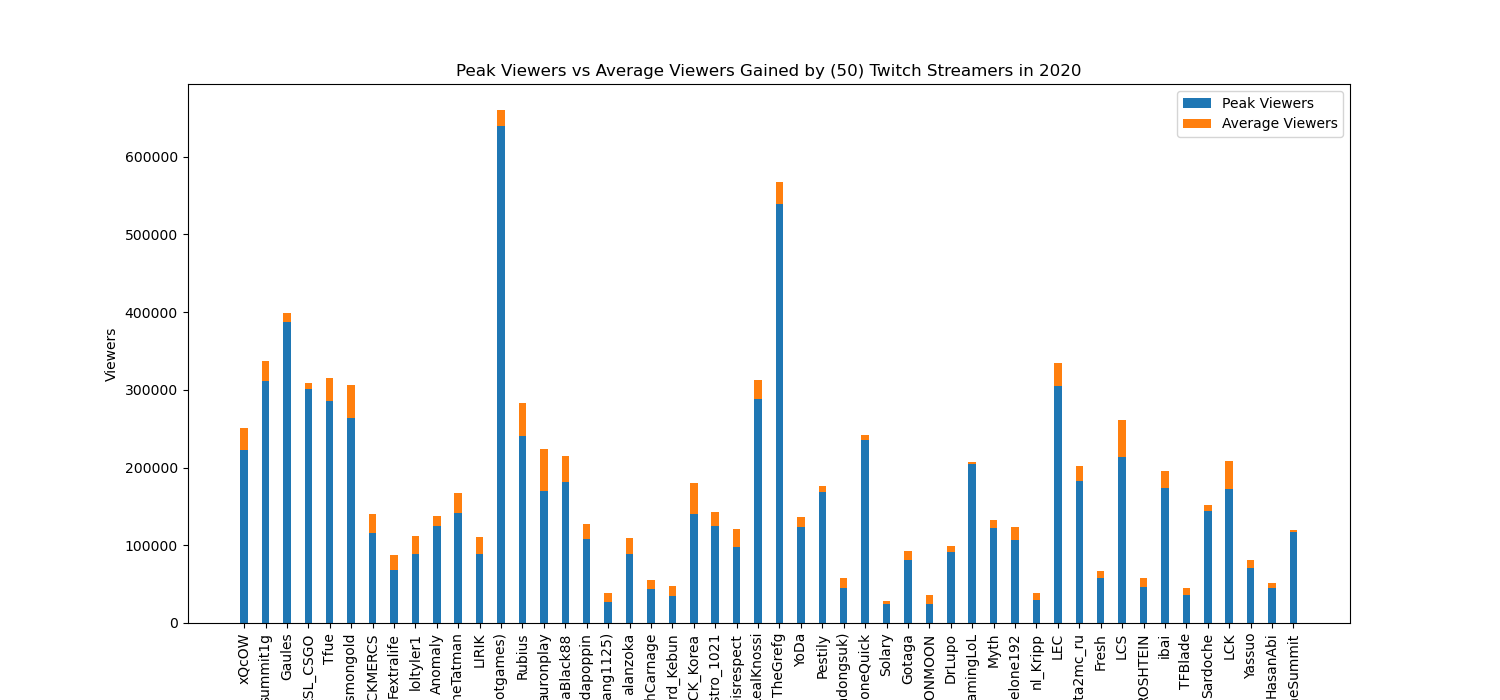 Peak Viewers vs Average Viewers Gained by (50) Twitch Streamers in 2020
Peak Viewers
Average Viewers
Viewers
600000
500000
400000
300000
200000
100000
0
xQcOW
summit1g
Gaules
SL_CSGO
Tfue
smongold
CKMERCS
Fextralife
loltyler1
Anomaly
neTatman
LIRIK
otgames)
Rubius
auronplay
aBlack88
dapoppin
ang1125)
alanzoka
hCarnage
rd_Kebun
CK_Korea
stro_1021
isrespect
ealKnossi
TheGrefg
YoDa
Pestily
dongsuk)
oneQuick
Solary
Gotaga
ONMOON
DrLupo
amingLoL
Myth
elone192
nl_Kripp
LEC
ta2mc_ru
Fresh
LCS
ROSHTEIN
ibai
TFBlade
Sardoche
LCK
Yassuo
HasanAbi
eSummit